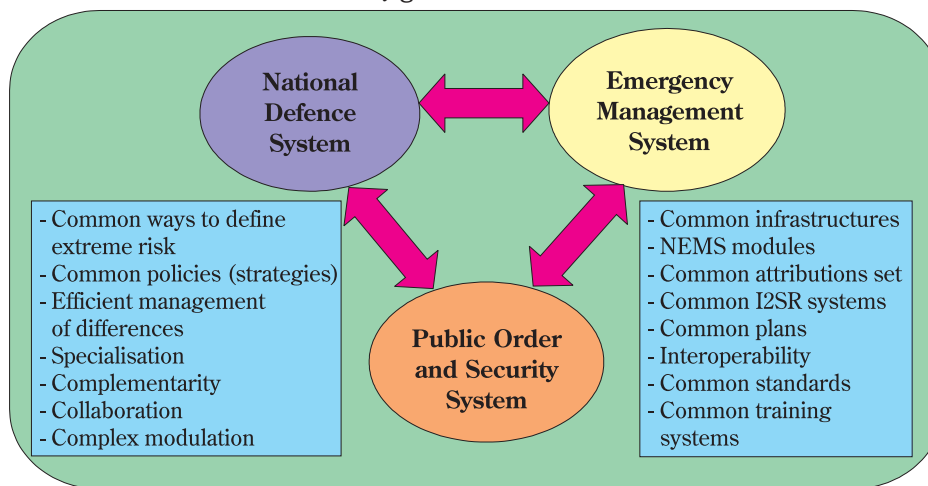 National
Defence
System
Emergency
Management
System
- Common ways to define
extreme risk
- Common policies (strategies)
- Efficient management
of differences
- Specialisation
- Complementarity
- Collaboration
- Complex modulation
Public Order
and Security
System
- Common infrastructures
- NEMS modules
- Common attributions set
- Common I2SR systems
- Common plans
- Interoperability
- Common standards
- Common training
systems